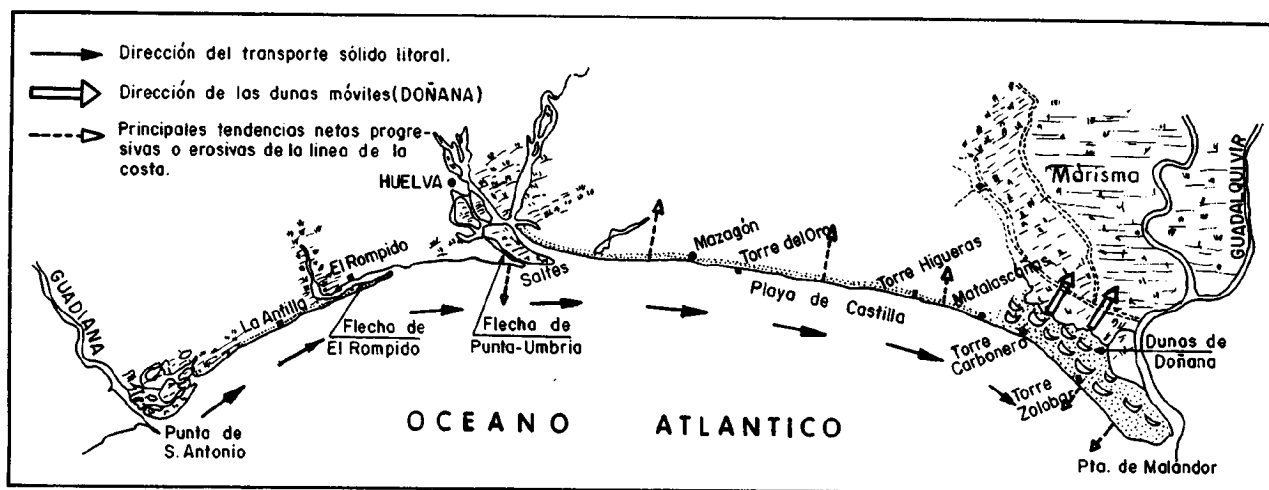 Dirección del transporte sólido litoral.
Dirección de las dunas móviles (DOÑANA)
Principales tendencias netas progre-
sivas o erosivas de la linea de la
costa.
HUELVA
GUADIANA
La Antilla
El Rompido
Flecha de
El Rompido
Saltés
Flecha de
Punta-Umbria
Mazagón
Torre del Oro
Playa de Castilla
Torre Higueras
Matalascañas
Marisma
GUADALQUIVIR
Torre
Carbonero
Torre
Zalabar
Dunas de
Doñana
Punta de
S. Antonio
OCEANO ATLANTICO
Pta. de Malándor